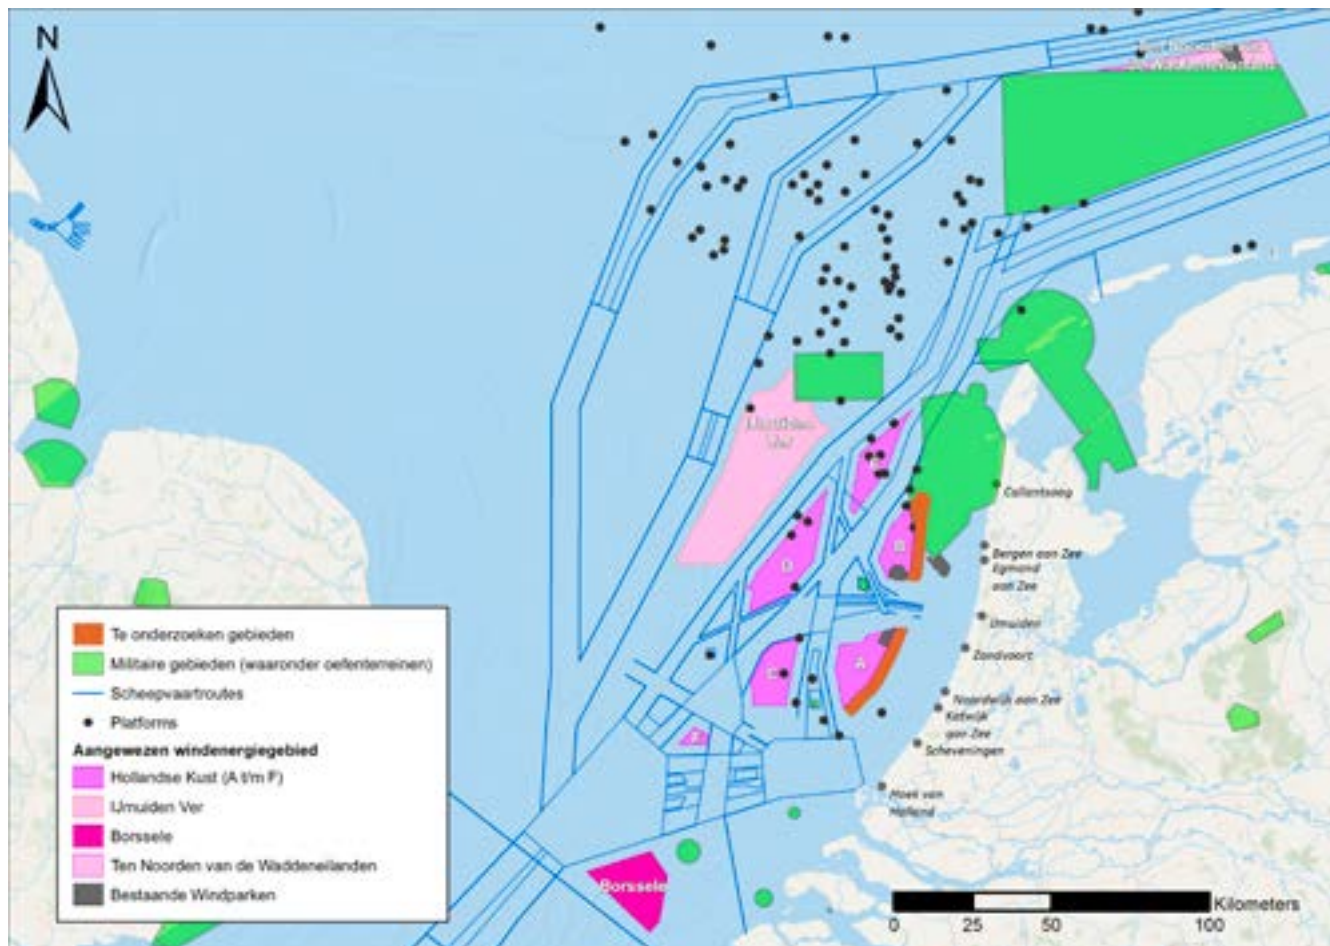 N
IJmuiden
Ver
D
B
A
Callantsoog
Bergen aan Zee
Egmond
aan Zee
IJmuiden
Zandvoort
Noordwijk aan Zee
Katwijk
aan Zee
Scheveningen
Hoek van
Holland
Borssele
Te onderzoeken gebieden
Militaire gebieden (waaronder oefenterreinen)
Scheepvaartroutes
Platforms
Aangewezen windenergiegebied
Hollandse Kust (A t/m F)
IJmuiden Ver
Borssele
Ten Noorden van de Waddeneilanden
Bestaande Windparken
Kilometers
0 25 50 100